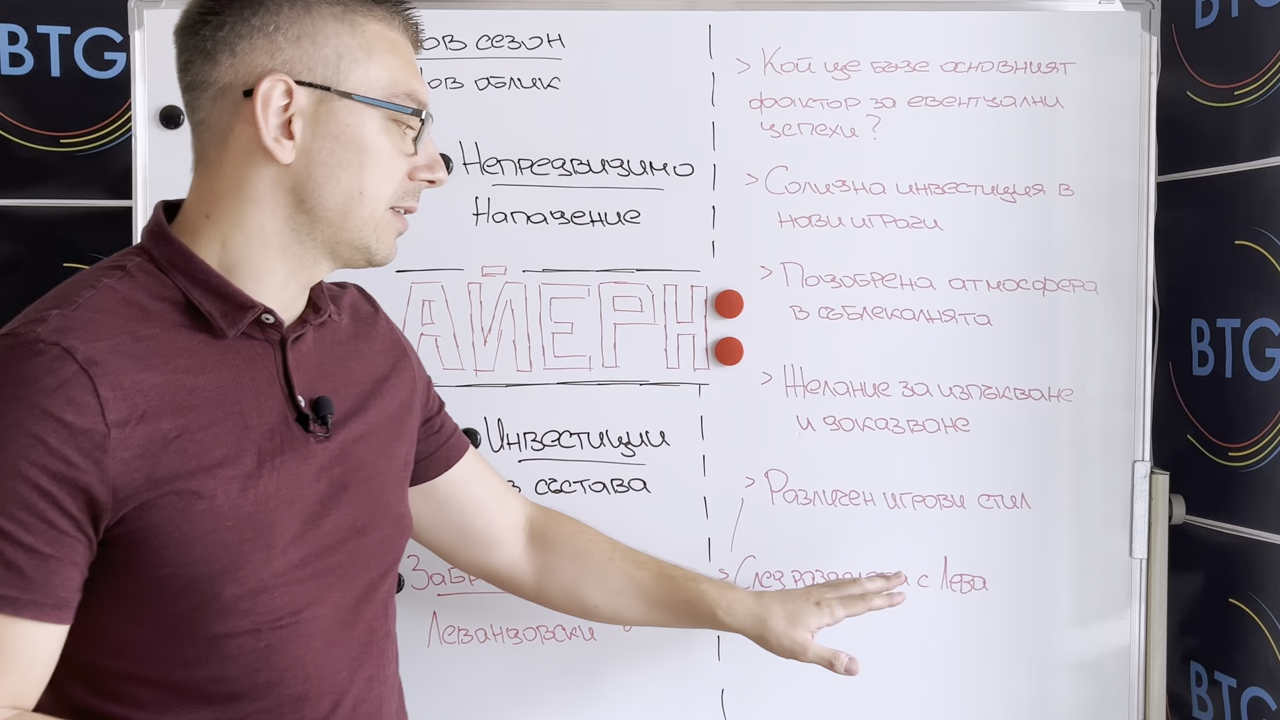 BTG
ов сезон
ов облик
Непредвидимо
Нападение
АЙЕРН
Инвестиции
в състава
Левандовски
> Кой ще бъде основният
фактор за евентуални
успехи?
> Солидна инвестиция в
нови играчи
> Подобрена атмосфера
в съблекалнята
> Желание за изпъкване
и доказване
> Различен игрови стил
> След раздялата с Лева
BTG
BTG
BTG